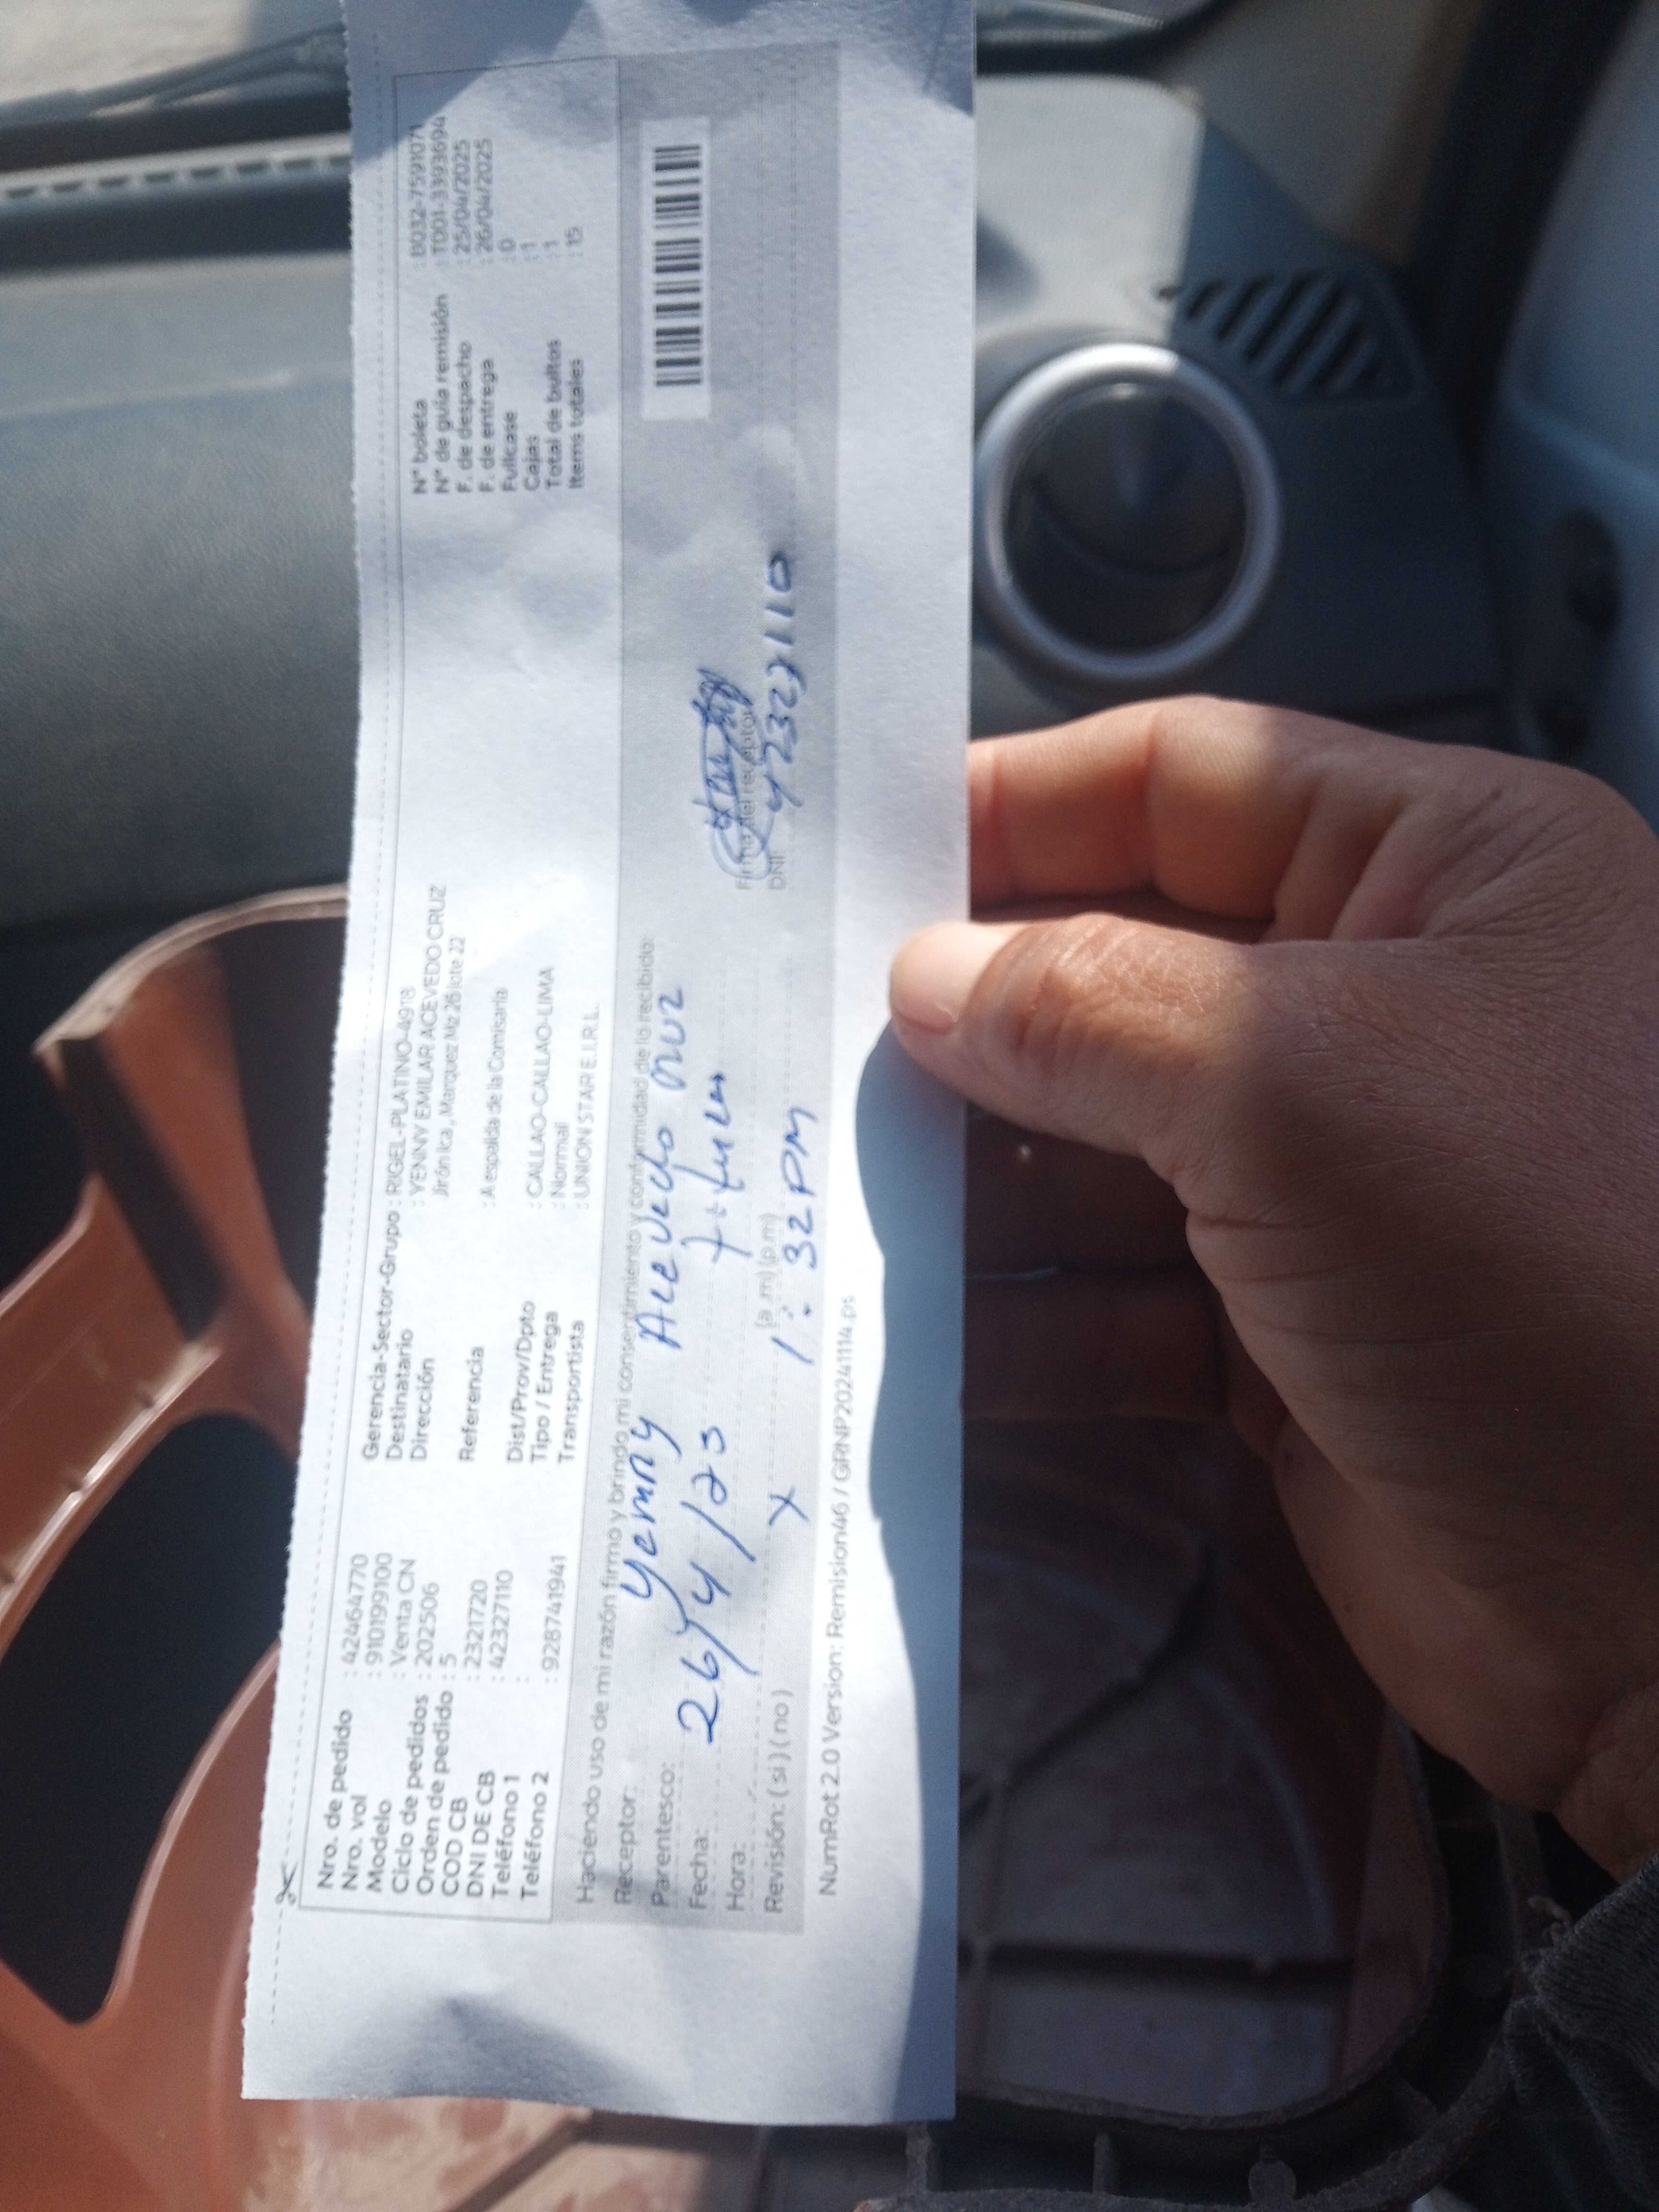 Nro. de pedido : 42464770
Nro. vol : 9101991００
Modelo : Venta CN
Ciclo de pedidos : 202506
Orden de pedido : 5
COD CB : 2321720
DNI DE CB : 42327110
Teléfono 1 :
Teléfono 2 : 928741941
Gerencia-Sector-Grupo : RIGEL-PLATINO-4918
Destinatario : YENNY EMILAR ACEVEDO CRUZ
Dirección : Jirón Ica, Marquez Mz 26 lote 22
Referencia : A espalda de la Comisaria
Dist/Prov/Dpto : CALLAO-CALLAO-LIMA
Tipo / Entrega : Normal
Transportista : UNION STAR E.I.R.L.
N° boleta : B032-7591071
N° de guía remisión : T001-3393694
F. de despacho : 25/04/2025
F. de entrega : 26/04/2025
Fullcase : 0
Cajas : 1
Total de bultos : 1
Items totales : 15
Haciendo uso de mi razón firmo y brindo mi consentimiento y conformidad de lo recibido:
Receptor: Yenny Acevedo
Parentesco:
Fecha: 26/4/25
Hora: (a.m) (p.m) 1:32 PM
Revisión: ( si ) ( no ) X
Firma del receptor
DNI 42327110
NumRot 2.0 Version: Remision46 / GRNP20241114.ps